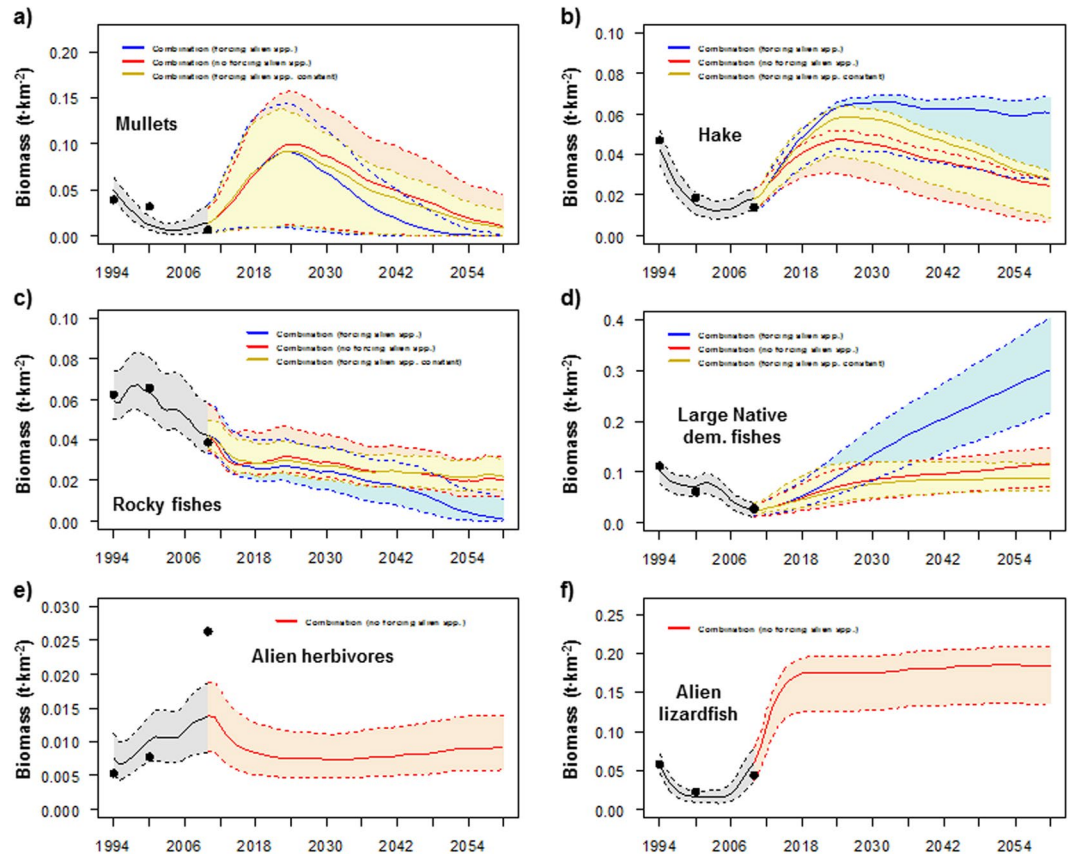 a)
Biomass (t·km-2)
0.20
0.15
0.10
0.05
0.00
Combination (forcing alien spp.)
Combination (no forcing alien spp.)
Combination (forcing alien spp. constant)
Mullets
1994 2006 2018 2030 2042 2054
b)
Biomass (t·km-2)
0.10
0.08
0.06
0.04
0.02
0.00
Combination (forcing alien spp.)
Combination (no forcing alien spp.)
Combination (forcing alien spp. constant)
Hake
1994 2006 2018 2030 2042 2054
c)
Biomass (t·km-2)
0.10
0.08
0.06
0.04
0.02
0.00
Combination (forcing alien spp.)
Combination (no forcing alien spp.)
Combination (forcing alien spp. constant)
Rocky fishes
1994 2006 2018 2030 2042 2054
d)
Biomass (t·km-2)
0.4
0.3
0.2
0.1
0.0
Combination (forcing alien spp.)
Combination (no forcing alien spp.)
Combination (forcing alien spp. constant)
Large Native
dem. fishes
1994 2006 2018 2030 2042 2054
e)
Biomass (t·km-2)
0.030
0.025
0.020
0.015
0.010
0.005
0.000
Combination (no forcing alien spp.)
Alien herbivores
1994 2006 2018 2030 2042 2054
f)
Biomass (t·km-2)
0.25
0.20
0.15
0.10
0.05
0.00
Combination (no forcing alien spp.)
Alien
lizardfish
1994 2006 2018 2030 2042 2054